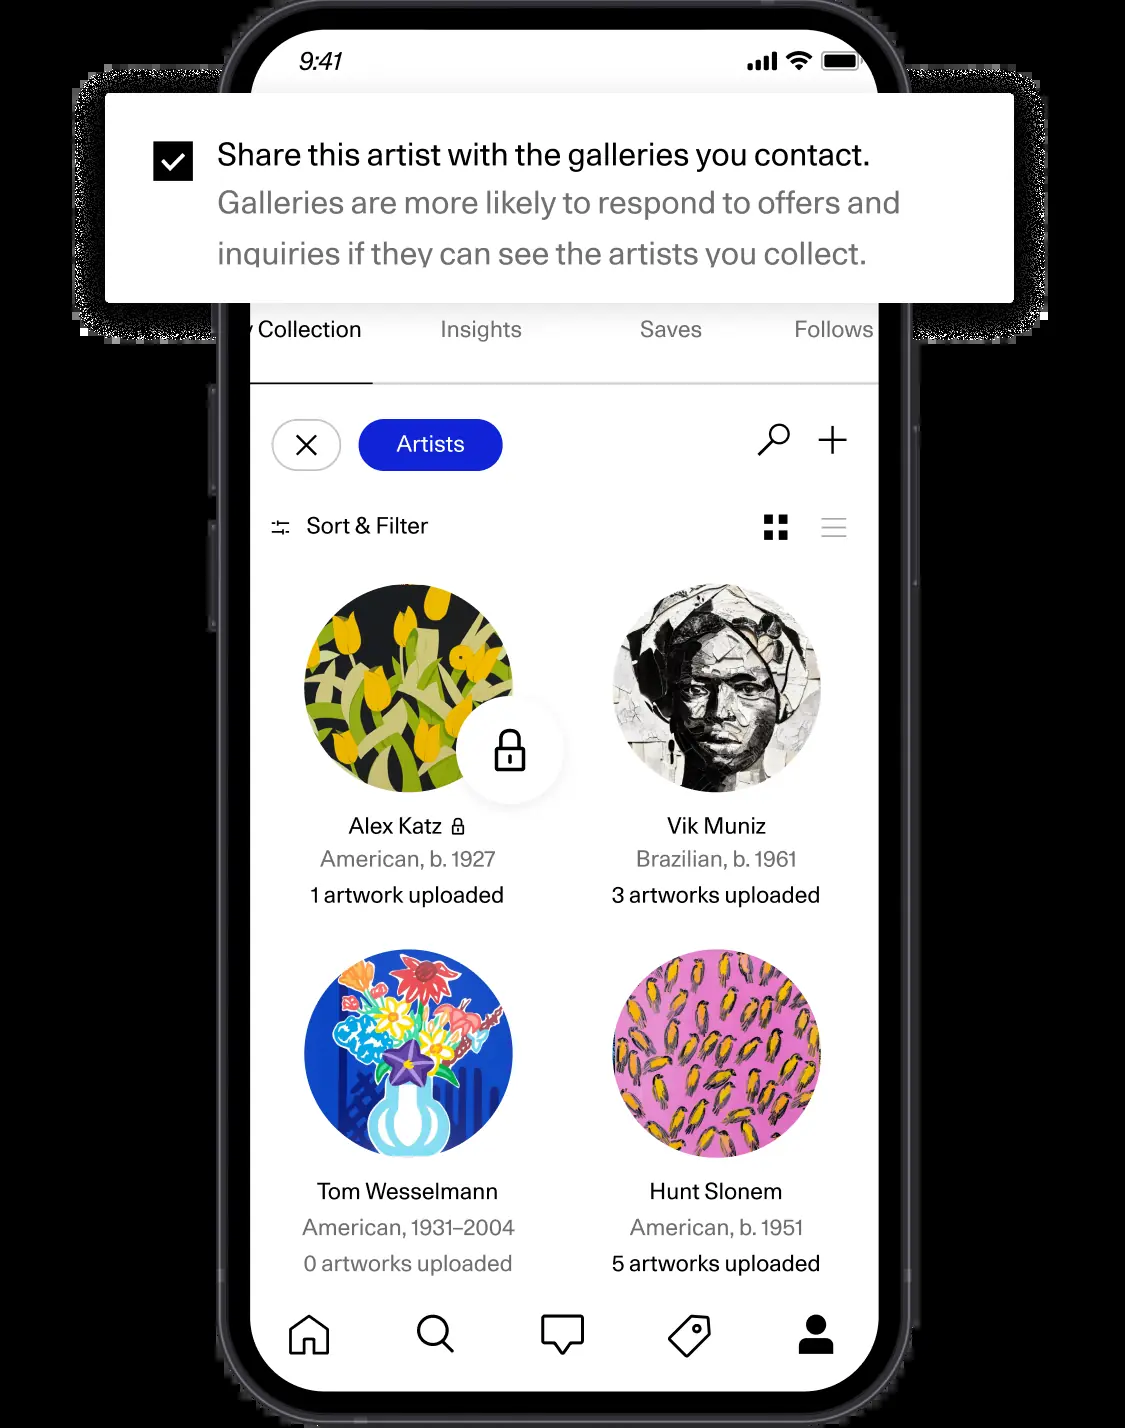 9:41
Share this artist with the galleries you contact.
Galleries are more likely to respond to offers and
inquiries if they can see the artists you collect.
Collection Insights Saves Follows
Artists
Sort & Filter
Alex Katz Vik Muniz
American, b. 1927 Brazilian, b. 1961
1 artwork uploaded 3 artworks uploaded
Tom Wesselmann Hunt Slonem
American, 1931–2004 American, b. 1951
0 artworks uploaded 5 artworks uploaded